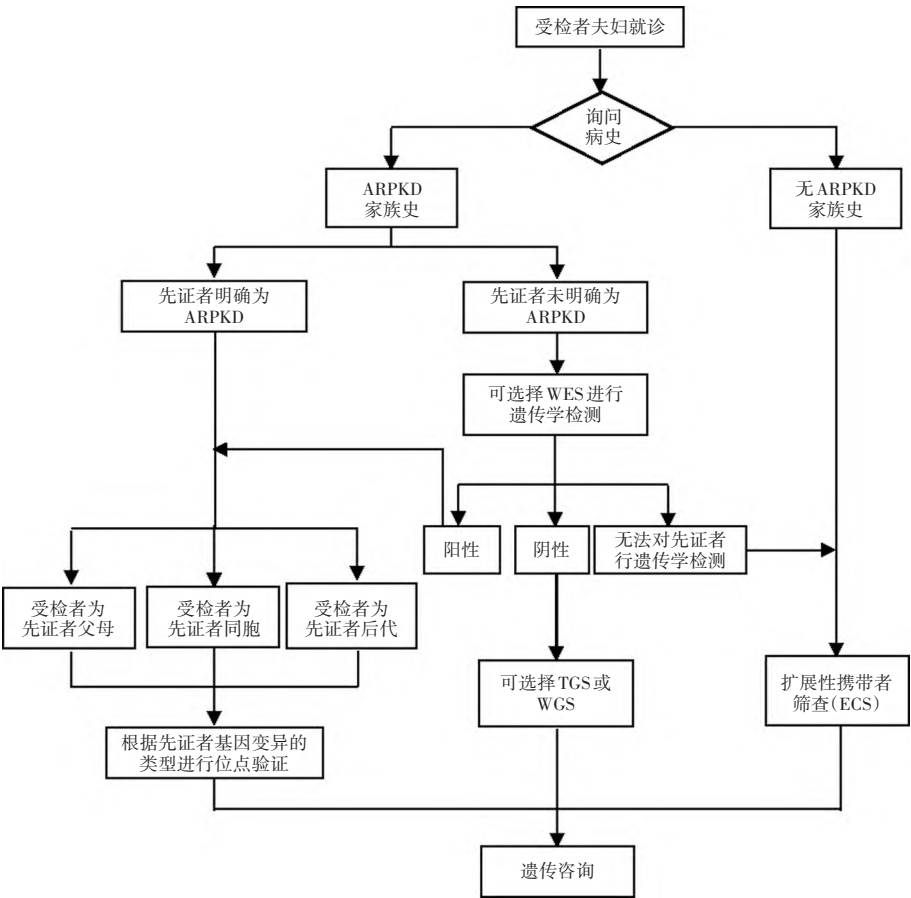 受检者夫妇就诊
询问
病史
ARPKD
家族史
无ARPKD
家族史
先证者明确为
ARPKD
先证者未明确为
ARPKD
可选择WES进行
遗传学检测
阳性
阴性
无法对先证者
行遗传学检测
受检者为
先证者父母
受检者为
先证者同胞
受检者为
先证者后代
可选择TGS或
WGS
扩展性携带者
筛查(ECS)
根据先证者基因变异的
类型进行位点验证
遗传咨询